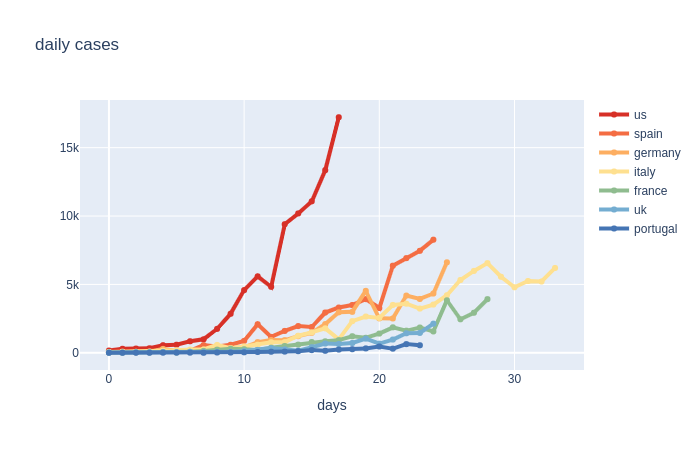 daily cases
us
spain
germany
italy
france
uk
portugal
15k
10k
5k
0
0 10 20 30
days